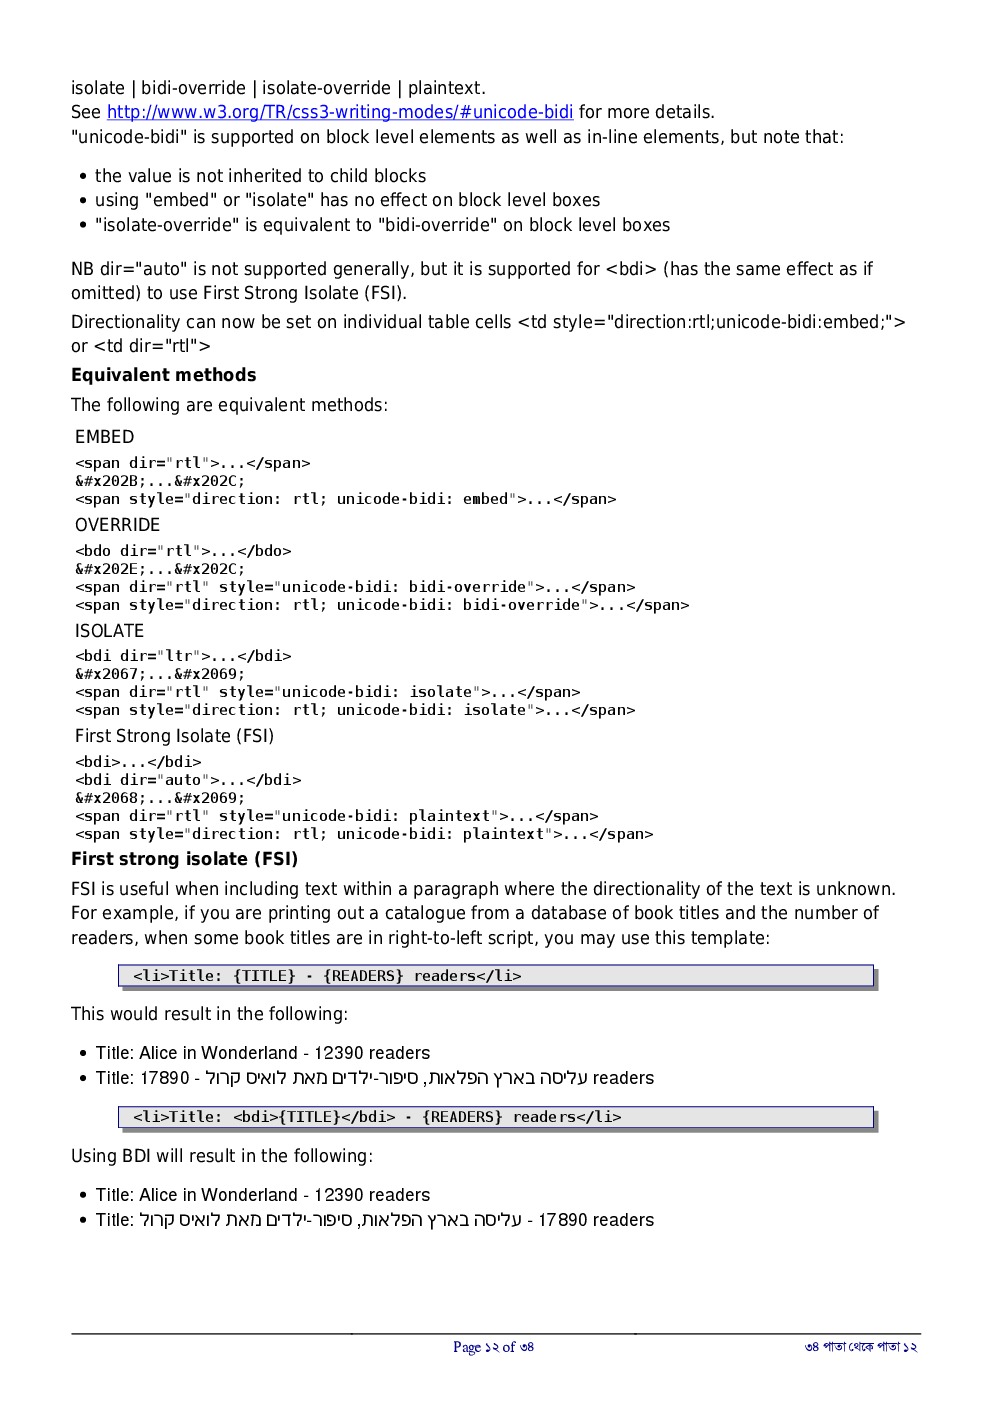 isolate | bidi-override | isolate-override | plaintext.
See http://www.w3.org/TR/css3-writing-modes/#unicode-bidi for more details.
"unicode-bidi" is supported on block level elements as well as in-line elements, but note that:
• the value is not inherited to child blocks
• using "embed" or "isolate" has no effect on block level boxes
• "isolate-override" is equivalent to "bidi-override" on block level boxes
NB dir="auto" is not supported generally, but it is supported for <bdi> (has the same effect as if
omitted) to use First Strong Isolate (FSI).
Directionality can now be set on individual table cells <td style="direction:rtl;unicode-bidi:embed;">
or <td dir="rtl">
Equivalent methods
The following are equivalent methods:
EMBED
<span dir="rtl">...</span>
&#x202B;...&#x202C;
<span style="direction: rtl; unicode-bidi: embed">...</span>
OVERRIDE
<bdo dir="rtl">...</bdo>
&#x202E;...&#x202C;
<span dir="rtl" style="unicode-bidi: bidi-override">...</span>
<span style="direction: rtl; unicode-bidi: bidi-override">...</span>
ISOLATE
<bdi dir="ltr">...</bdi>
&#x2067;...&#x2069;
<span dir="rtl" style="unicode-bidi: isolate">...</span>
<span style="direction: rtl; unicode-bidi: isolate">...</span>
First Strong Isolate (FSI)
<bdi>...</bdi>
<bdi dir="auto">...</bdi>
&#x2068;...&#x2069;
<span dir="rtl" style="unicode-bidi: plaintext">...</span>
<span style="direction: rtl; unicode-bidi: plaintext">...</span>
First strong isolate (FSI)
FSI is useful when including text within a paragraph where the directionality of the text is unknown.
For example, if you are printing out a catalogue from a database of book titles and the number of
readers, when some book titles are in right-to-left script, you may use this template:
<li>Title: {TITLE} - {READERS} readers</li>
This would result in the following:
• Title: Alice in Wonderland - 12390 readers
• Title: עליסה בארץ הפלאות, סיפור-ילדים מאת לואיס קרול - 17890 readers
<li>Title: <bdi>{TITLE}</bdi> - {READERS} readers</li>
Using BDI will result in the following:
• Title: Alice in Wonderland - 12390 readers
• Title: עליסה בארץ הפלאות, סיפור-ילדים מאת לואיס קרול - 17890 readers
Page ১২ of ৩৪ ৩৪ পাতা থেকে পাতা ১২